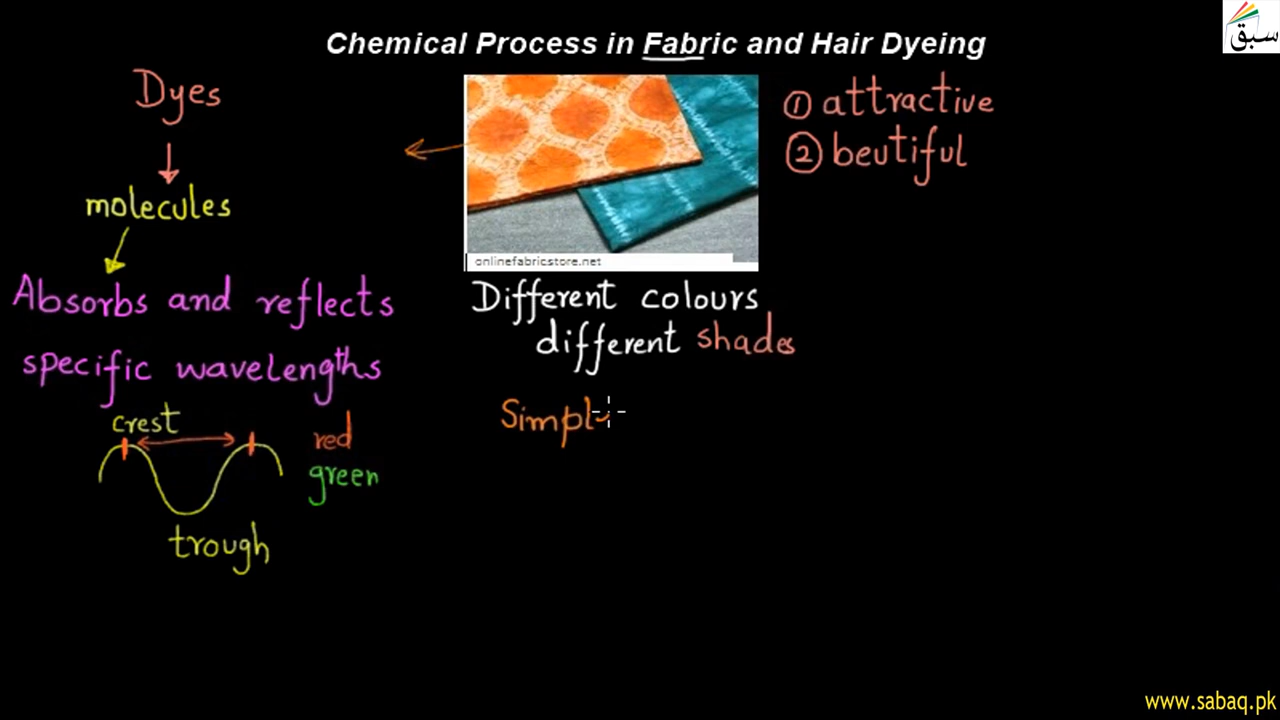 Chemical Process in Fabric and Hair Dyeing
سبق
Dyes
molecules
Absorbs and reflects
specific wavelengths
crest
red
green
trough
onlinefabricstore.net
① attractive
② beutiful
Different colours
different shades
Simpl
www.sabaq.pk